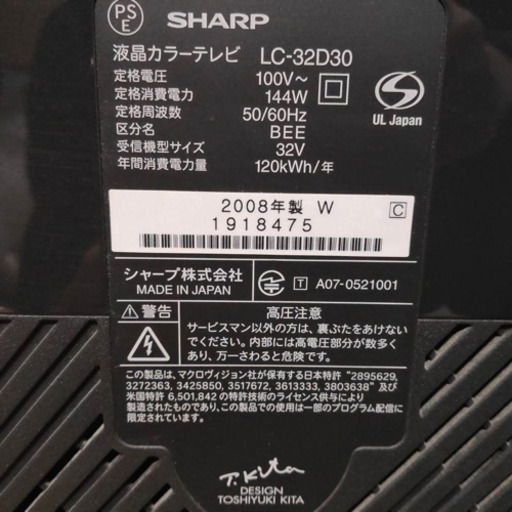 PS
E
SHARP
液晶カラーテレビ LC-32D30
定格電圧 100V～
定格消費電力 144W
定格周波数 50/60Hz
区分名 BEE
受信機型サイズ 32V
年間消費電力量 120kWh/年
S
UL Japan
2008年製 W
1918475
C
シャープ株式会社
MADE IN JAPAN
T A07-0521001
警告
高圧注意
サービスマン以外の方は、裏ぶたをあけない
でください。内部には高電圧部分が数多く
あり、万一さわると危険です。
この製品は、マクロヴィジョン社が保有する日本特許 "2895629,
3272363, 3425850, 3517672, 3613333, 3803638" 及び
米国特許 6,501,842 の特許技術のライセンス供与により
製造されました。この製品での使用は一部のプログラム配信に
限定されています。
T. Kita
DESIGN
TOSHIYUKI KITA